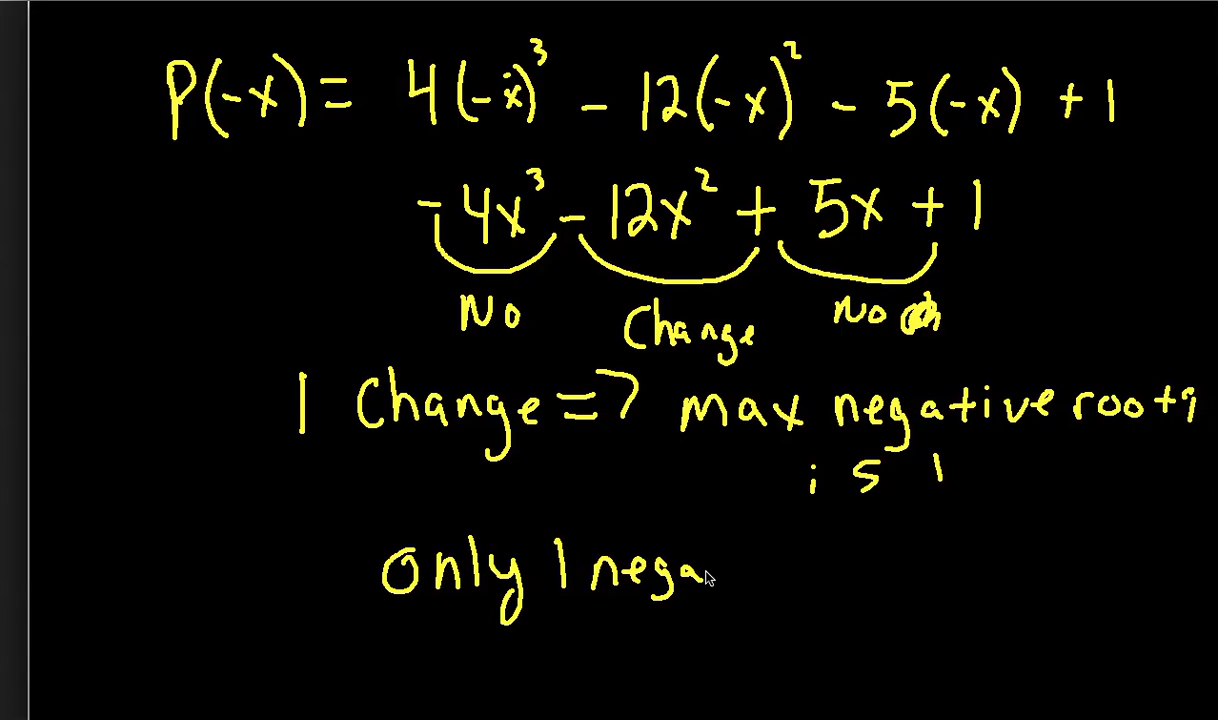 P(-x) = 4(-x)³ - 12(-x)² - 5(-x) + 1
-4x³ - 12x² + 5x + 1
No Change No
1 Change => max negative roots
is 1
only 1 nega